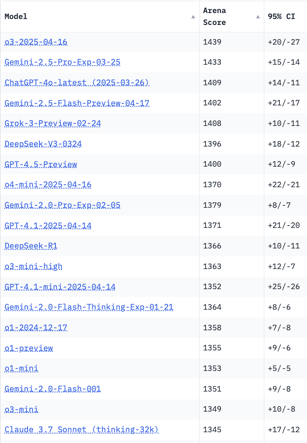 Model Arena Score 95% CI
o3-2025-04-16 1439 +20/-27
Gemini-2.5-Pro-Exp-03-25 1433 +15/-14
ChatGPT-4o-latest (2025-03-26) 1409 +14/-11
Gemini-2.5-Flash-Preview-04-17 1402 +21/-17
Grok-3-Preview-02-24 1408 +10/-11
DeepSeek-V3-0324 1396 +18/-12
GPT-4.5-Preview 1400 +12/-9
o4-mini-2025-04-16 1370 +22/-21
Gemini-2.0-Pro-Exp-02-05 1379 +8/-7
GPT-4.1-2025-04-14 1371 +21/-20
DeepSeek-R1 1366 +10/-11
o3-mini-high 1363 +12/-7
GPT-4.1-mini-2025-04-14 1352 +25/-26
Gemini-2.0-Flash-Thinking-Exp-01-21 1364 +8/-6
o1-2024-12-17 1358 +7/-8
o1-preview 1355 +9/-6
o1-mini 1353 +5/-5
Gemini-2.0-Flash-001 1351 +9/-8
o3-mini 1349 +10/-8
Claude 3.7 Sonnet (thinking-32k) 1345 +17/-12